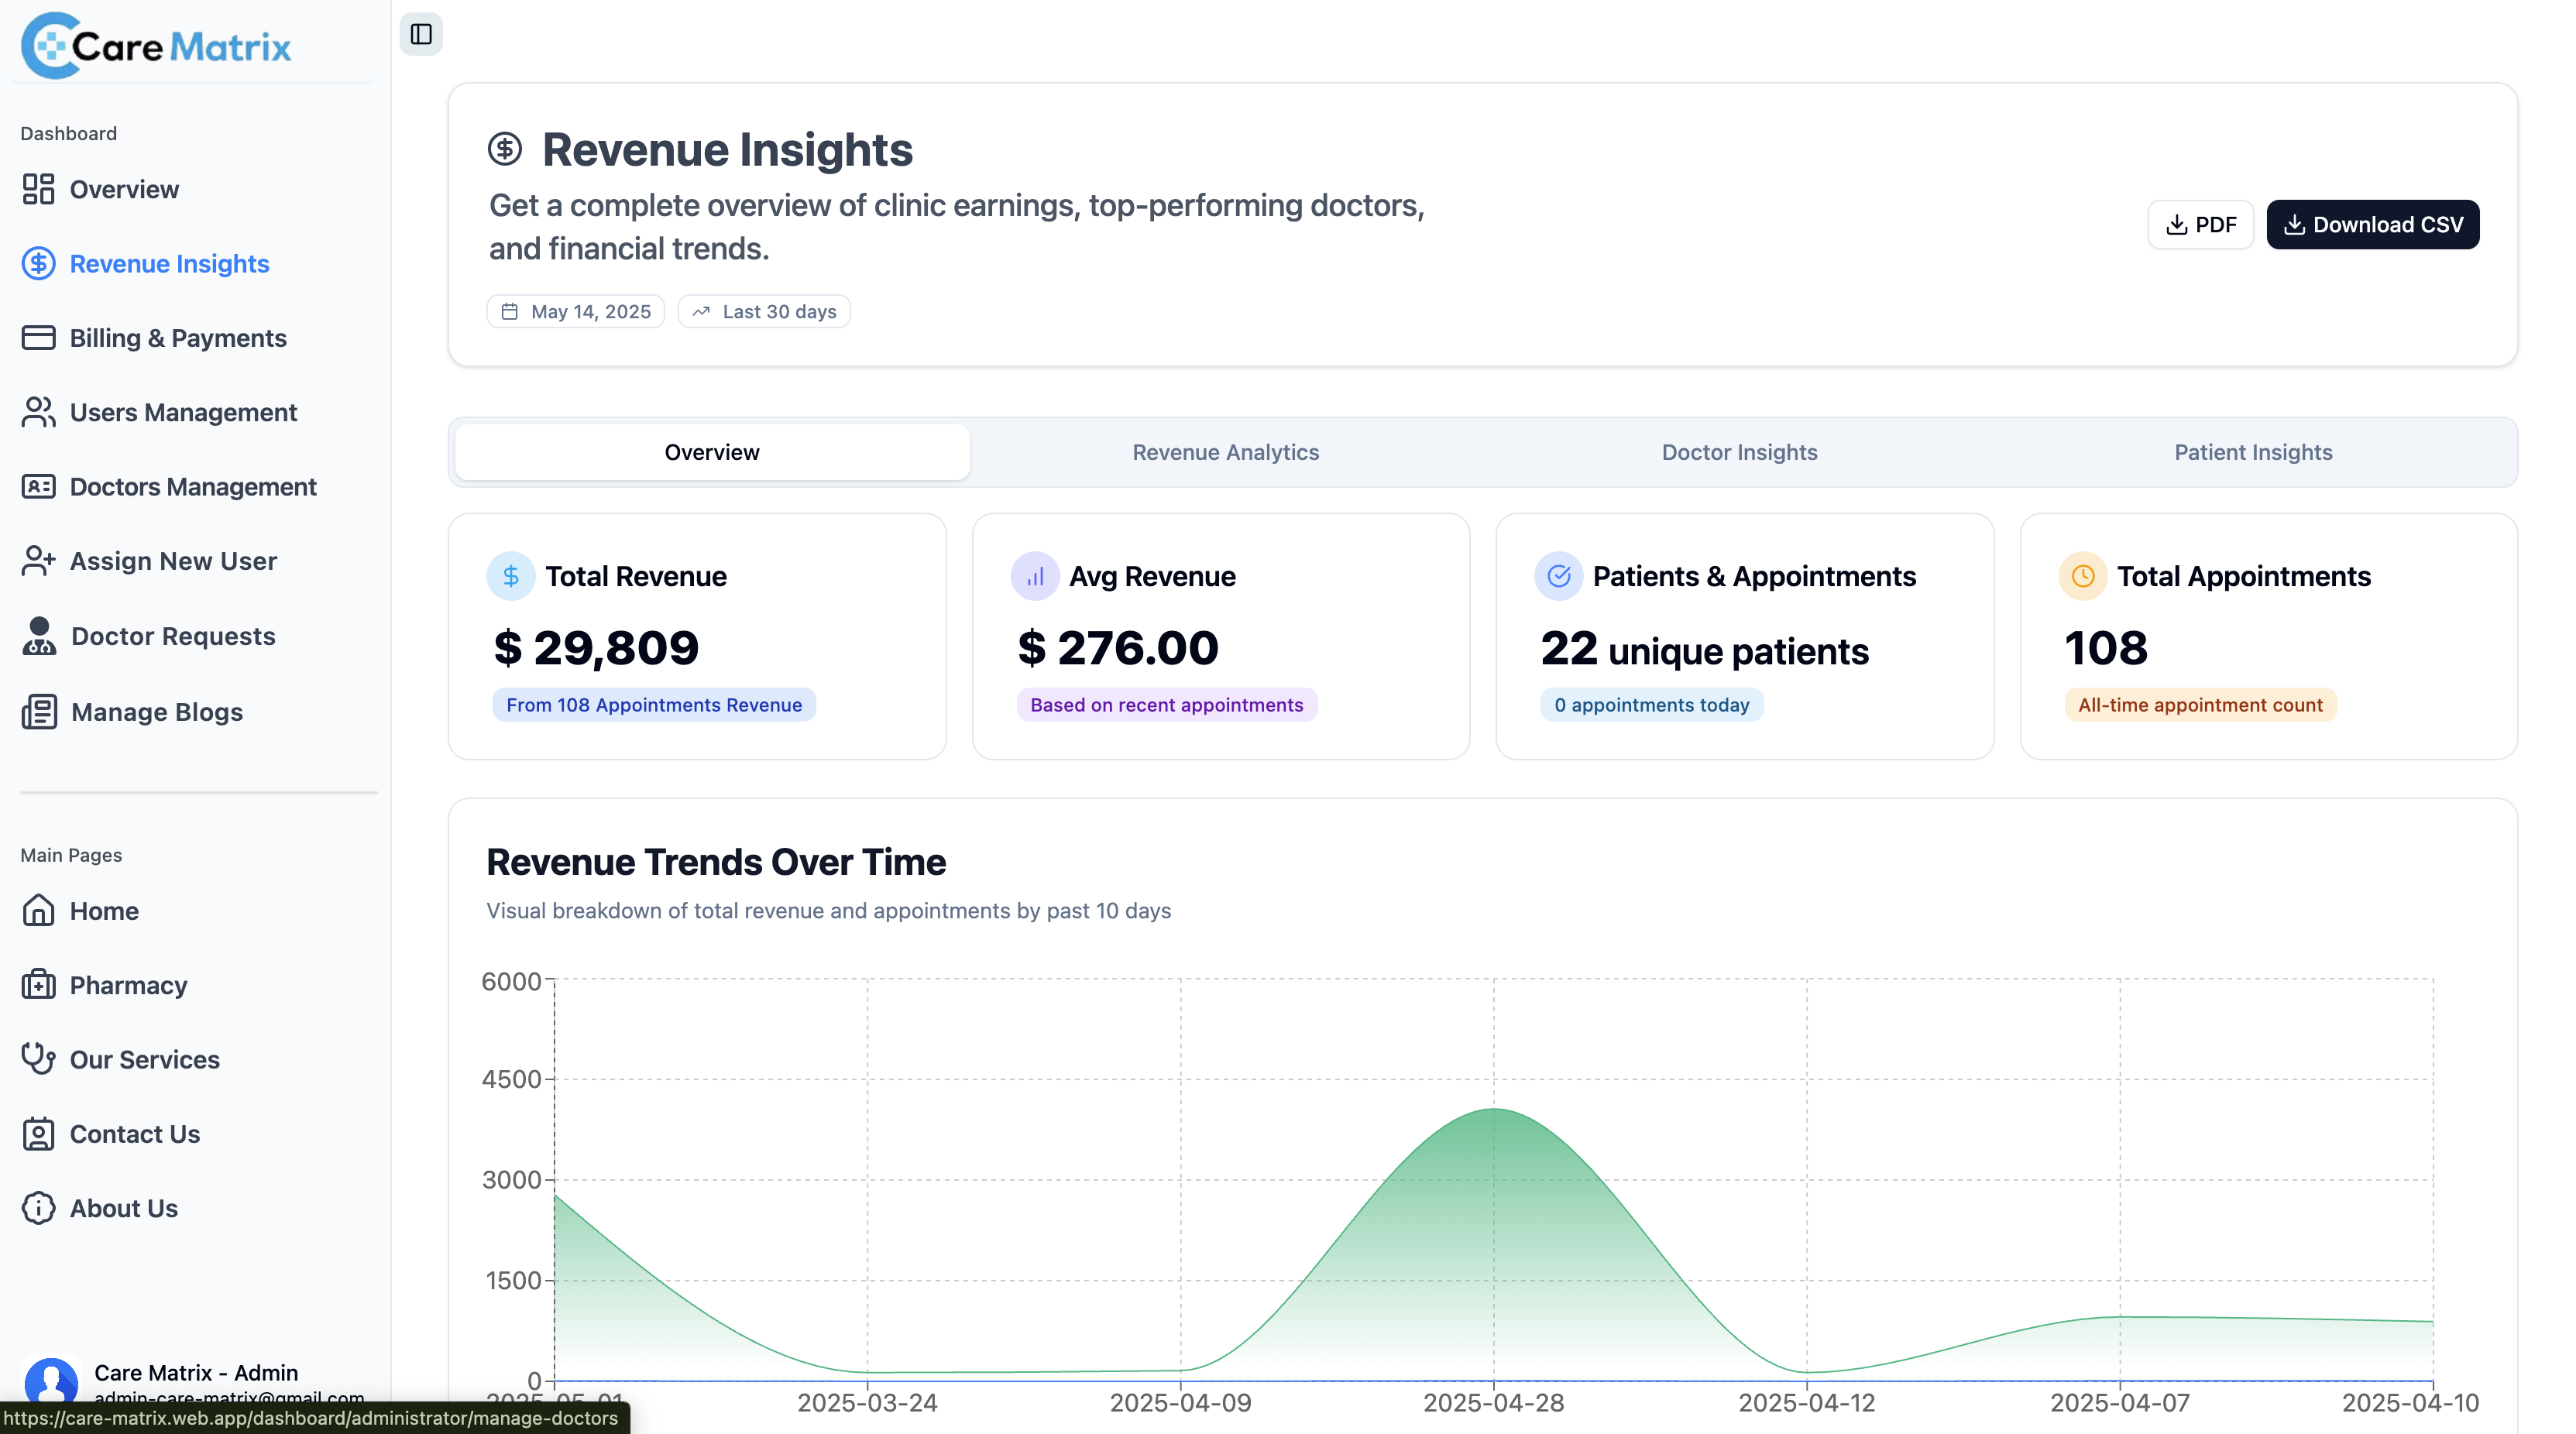 Care Matrix
Dashboard
Overview
Revenue Insights
Billing & Payments
Users Management
Doctors Management
Assign New User
Doctor Requests
Manage Blogs
Main Pages
Home
Pharmacy
Our Services
Contact Us
About Us
Care Matrix - Admin
admin-care-matrix@gmail.com
https://care-matrix.web.app/dashboard/administrator/manage-doctors
Revenue Insights
Get a complete overview of clinic earnings, top-performing doctors,
and financial trends.
May 14, 2025
Last 30 days
PDF
Download CSV
Overview
Revenue Analytics
Doctor Insights
Patient Insights
Total Revenue
$ 29,809
From 108 Appointments Revenue
Avg Revenue
$ 276.00
Based on recent appointments
Patients & Appointments
22 unique patients
0 appointments today
Total Appointments
108
All-time appointment count
Revenue Trends Over Time
Visual breakdown of total revenue and appointments by past 10 days
6000
4500
3000
1500
0
2025-05-01
2025-03-24
2025-04-09
2025-04-28
2025-04-12
2025-04-07
2025-04-10